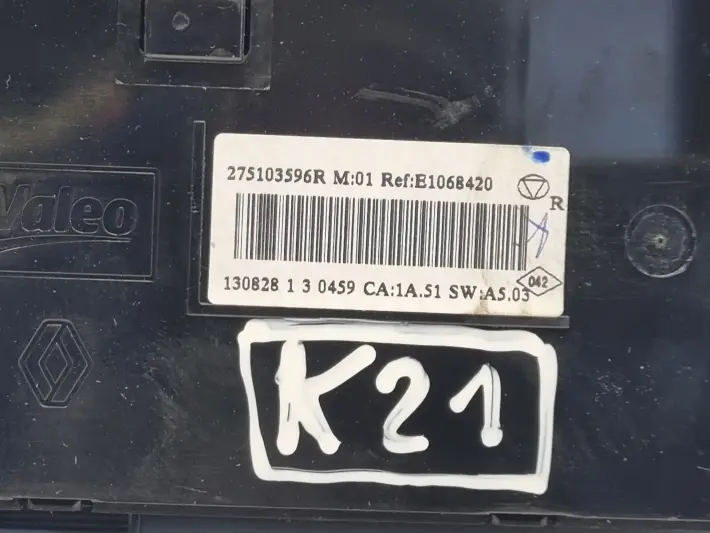 275103596R M:01 Ref:E1068420
R
130828 1 3 0459 CA:1A.51 SW:A5.03
042
Valeo
K21